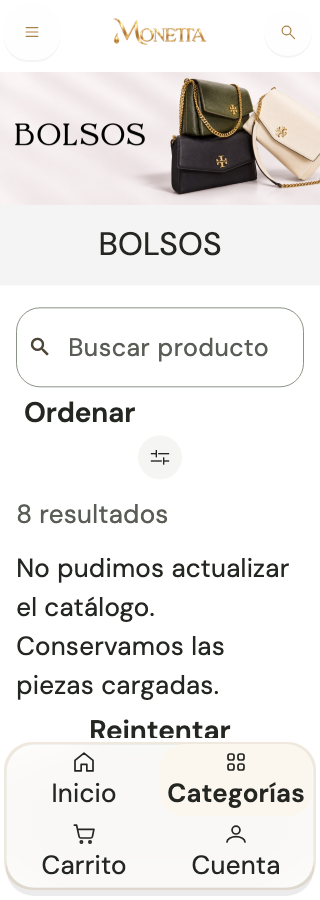 MONETTA
BOLSOS
BOLSOS
Buscar producto
Ordenar
8 resultados
No pudimos actualizar
el catálogo.
Conservamos las
piezas cargadas.
Reintentar
Inicio
Categorías
Carrito
Cuenta